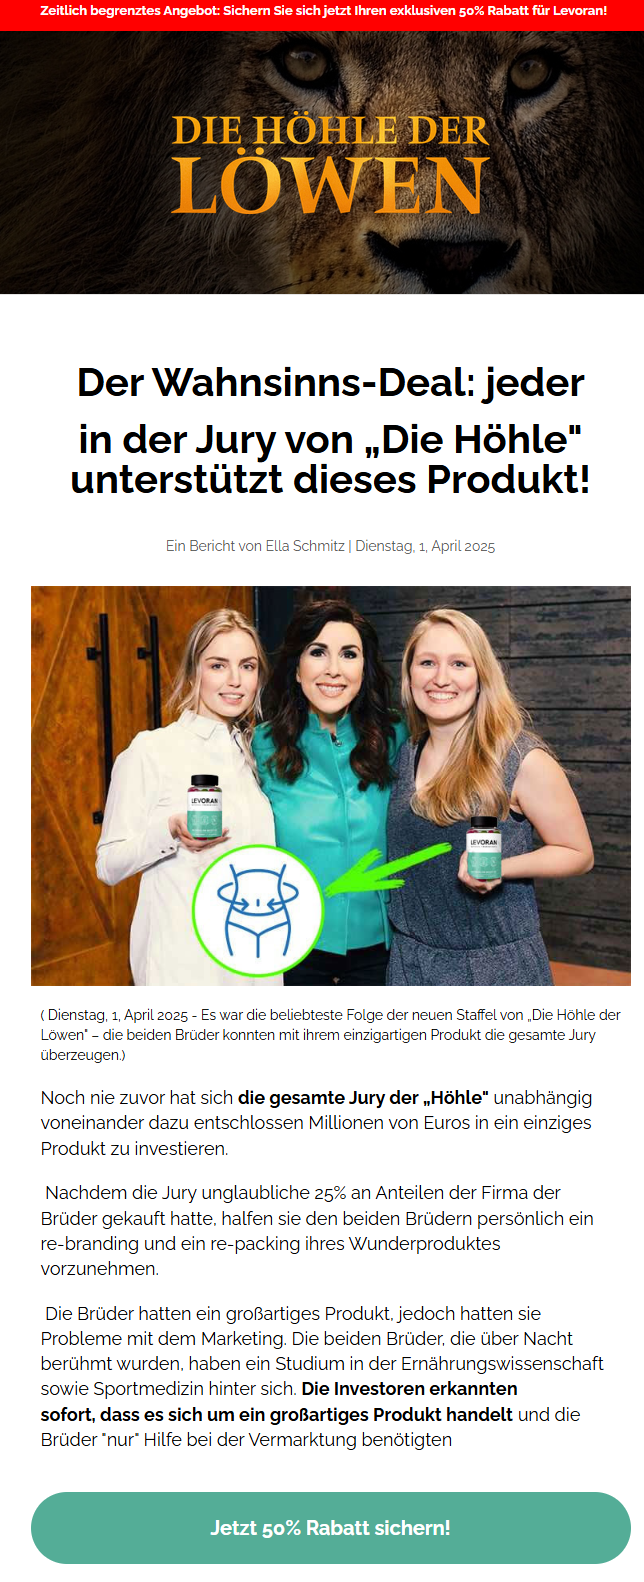 Zeitlich begrenztes Angebot: Sichern Sie sich jetzt Ihren exklusiven 50% Rabatt für Levoran!
DIE HÖHLE DER
LÖWEN
Der Wahnsinns-Deal: jeder
in der Jury von „Die Höhle"
unterstützt dieses Produkt!
Ein Bericht von Ella Schmitz | Dienstag, 1, April 2025
LEVORAN
LEVORAN
( Dienstag, 1, April 2025 - Es war die beliebteste Folge der neuen Staffel von „Die Höhle der
Löwen" – die beiden Brüder konnten mit ihrem einzigartigen Produkt die gesamte Jury
überzeugen.)
Noch nie zuvor hat sich die gesamte Jury der „Höhle" unabhängig
voneinander dazu entschlossen Millionen von Euros in ein einziges
Produkt zu investieren.
Nachdem die Jury unglaubliche 25% an Anteilen der Firma der
Brüder gekauft hatte, halfen sie den beiden Brüdern persönlich ein
re-branding und ein re-packing ihres Wunderproduktes
vorzunehmen.
Die Brüder hatten ein großartiges Produkt, jedoch hatten sie
Probleme mit dem Marketing. Die beiden Brüder, die über Nacht
berühmt wurden, haben ein Studium in der Ernährungswissenschaft
sowie Sportmedizin hinter sich. Die Investoren erkannten
sofort, dass es sich um ein großartiges Produkt handelt und die
Brüder "nur" Hilfe bei der Vermarktung benötigten
Jetzt 50% Rabatt sichern!